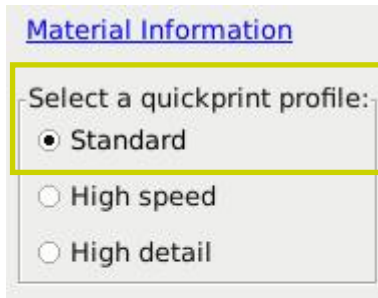 Material Information
Select a quickprint profile:
Standard
High speed
High detail